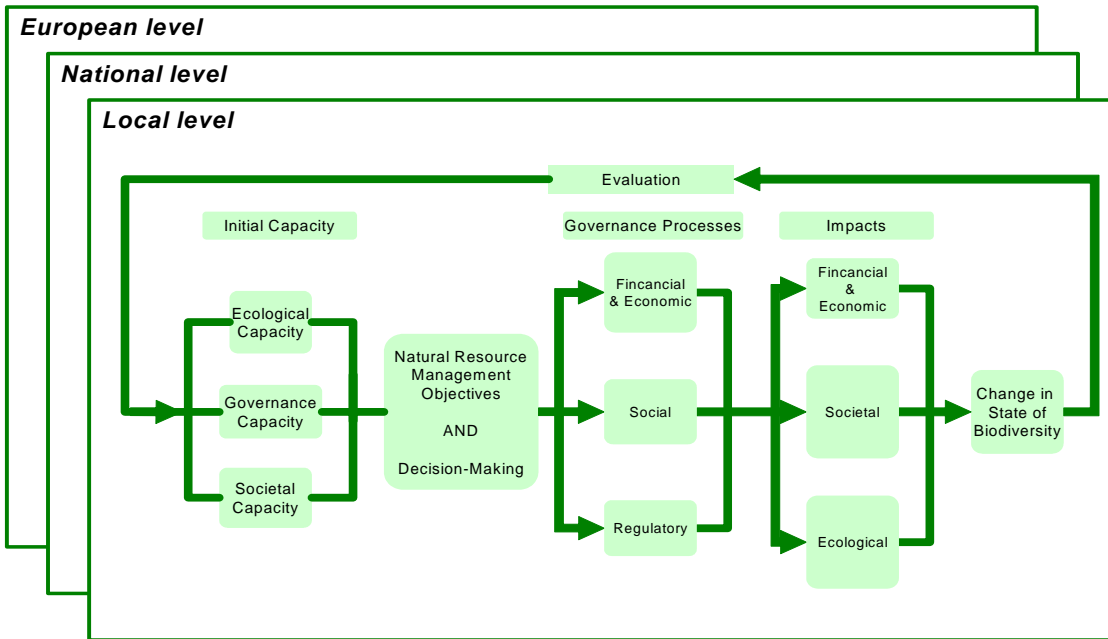 European level
National level
Local level
Evaluation
Initial Capacity
Governance Processes
Impacts
Ecological
Capacity
Governance
Capacity
Societal
Capacity
Natural Resource
Management
Objectives
AND
Decision-Making
Fincancial
& Economic
Social
Regulatory
Fincancial
&
Economic
Societal
Ecological
Change in
State of
Biodiversity